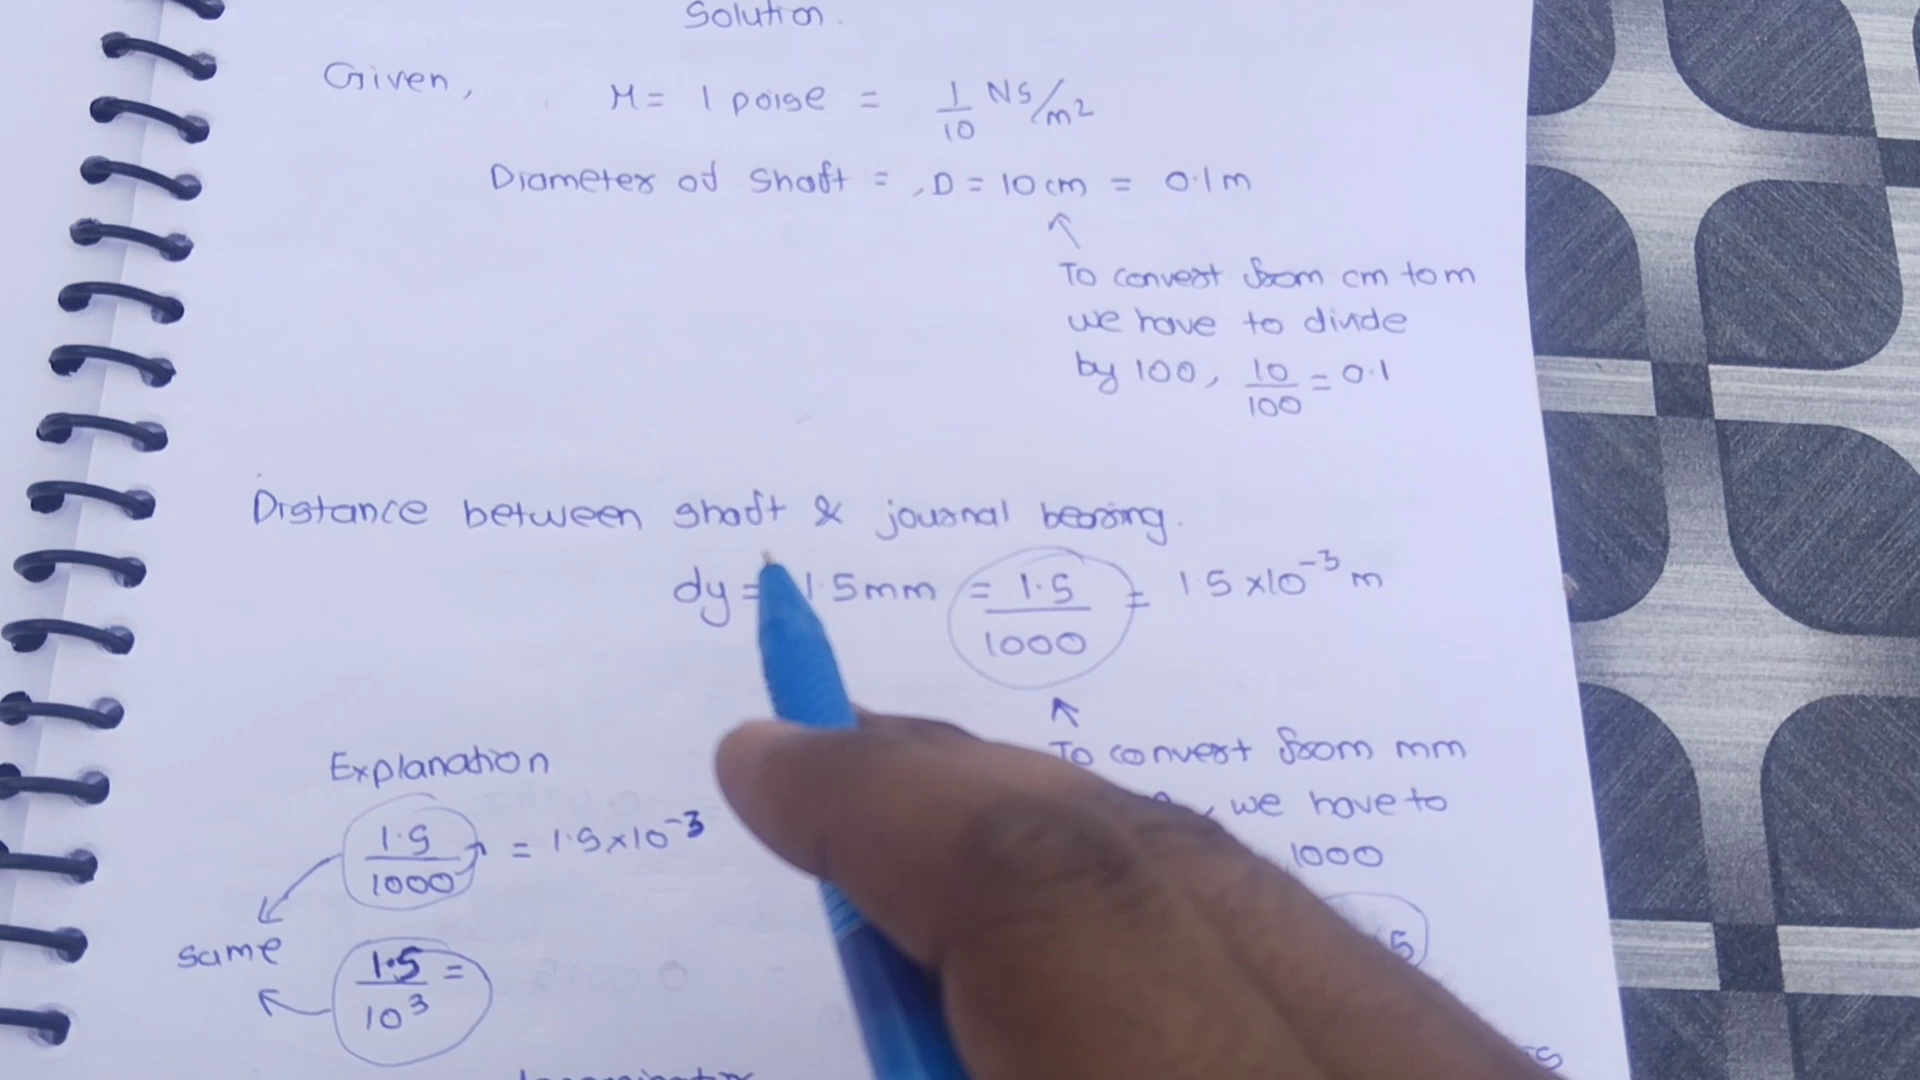 Solution.
Given, μ = 1 poise = 1/10 Ns/m²
Diameter of shaft = , D = 10 cm = 0.1 m
To convert from cm to m
we have to divide
by 100, 10/100 = 0.1
Distance between shaft & journal bearing.
dy = 1.5 mm = 1.5/1000 = 1.5 x 10⁻³ m
To convert from mm
we have to
1000
Explanation
1.5/1000 = 1.5 x 10⁻³
same
1.5/10³ =
5